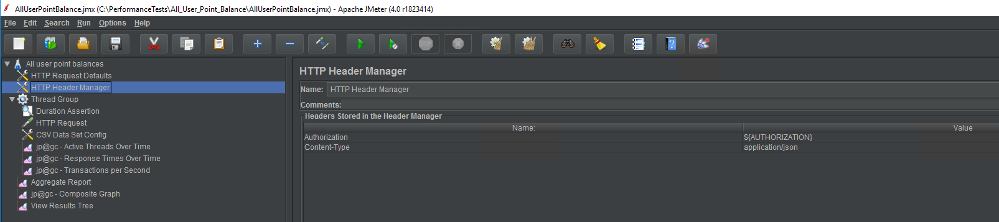 AllUserPointBalance.jmx (C:\PerformanceTests\All_User_Point_Balance\AllUserPointBalance.jmx) - Apache JMeter (4.0 r1823414)
File Edit Search Run Options Help
STOP
All user point balances
HTTP Request Defaults
HTTP Header Manager
Thread Group
Duration Assertion
HTTP Request
CSV Data Set Config
jp@gc - Active Threads Over Time
jp@gc - Response Times Over Time
jp@gc - Transactions per Second
Aggregate Report
jp@gc - Composite Graph
View Results Tree
HTTP Header Manager
Name: HTTP Header Manager
Comments:
Headers Stored in the Header Manager
Name: Value
Authorization ${AUTHORIZATION}
Content-Type application/json